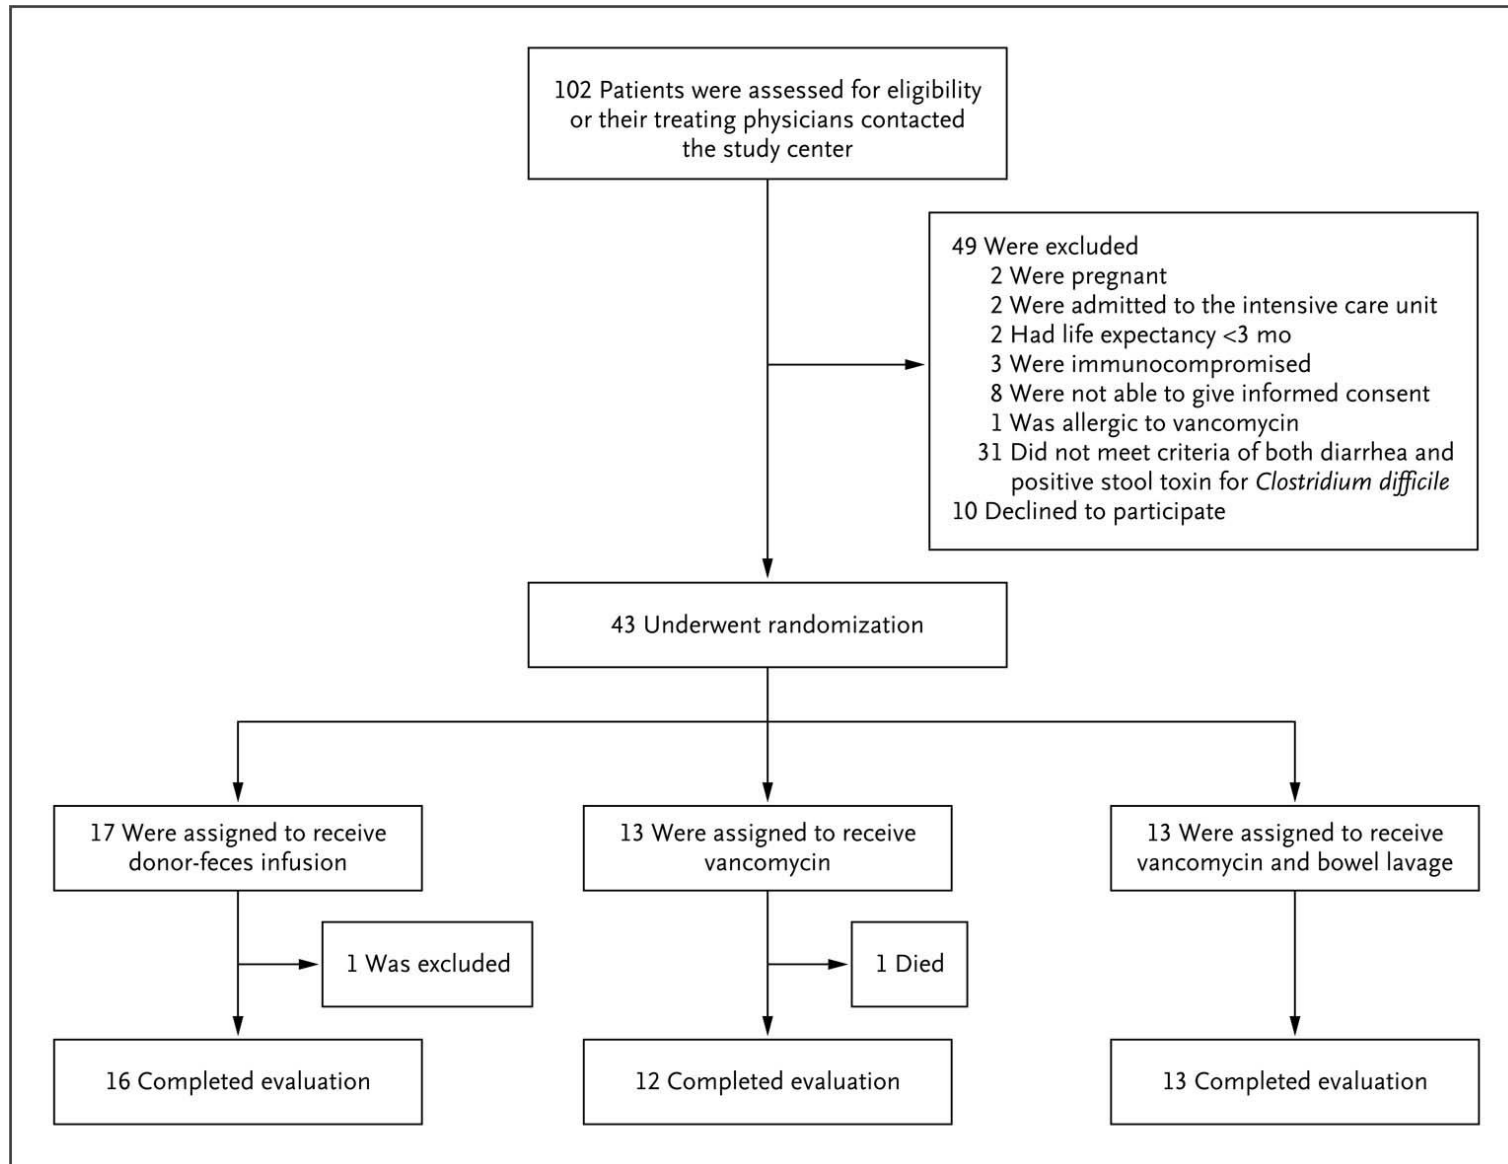 102 Patients were assessed for eligibility
or their treating physicians contacted
the study center
49 Were excluded
2 Were pregnant
2 Were admitted to the intensive care unit
2 Had life expectancy <3 mo
3 Were immunocompromised
8 Were not able to give informed consent
1 Was allergic to vancomycin
31 Did not meet criteria of both diarrhea and
positive stool toxin for Clostridium difficile
10 Declined to participate
43 Underwent randomization
17 Were assigned to receive
donor-feces infusion
13 Were assigned to receive
vancomycin
13 Were assigned to receive
vancomycin and bowel lavage
1 Was excluded
1 Died
16 Completed evaluation
12 Completed evaluation
13 Completed evaluation